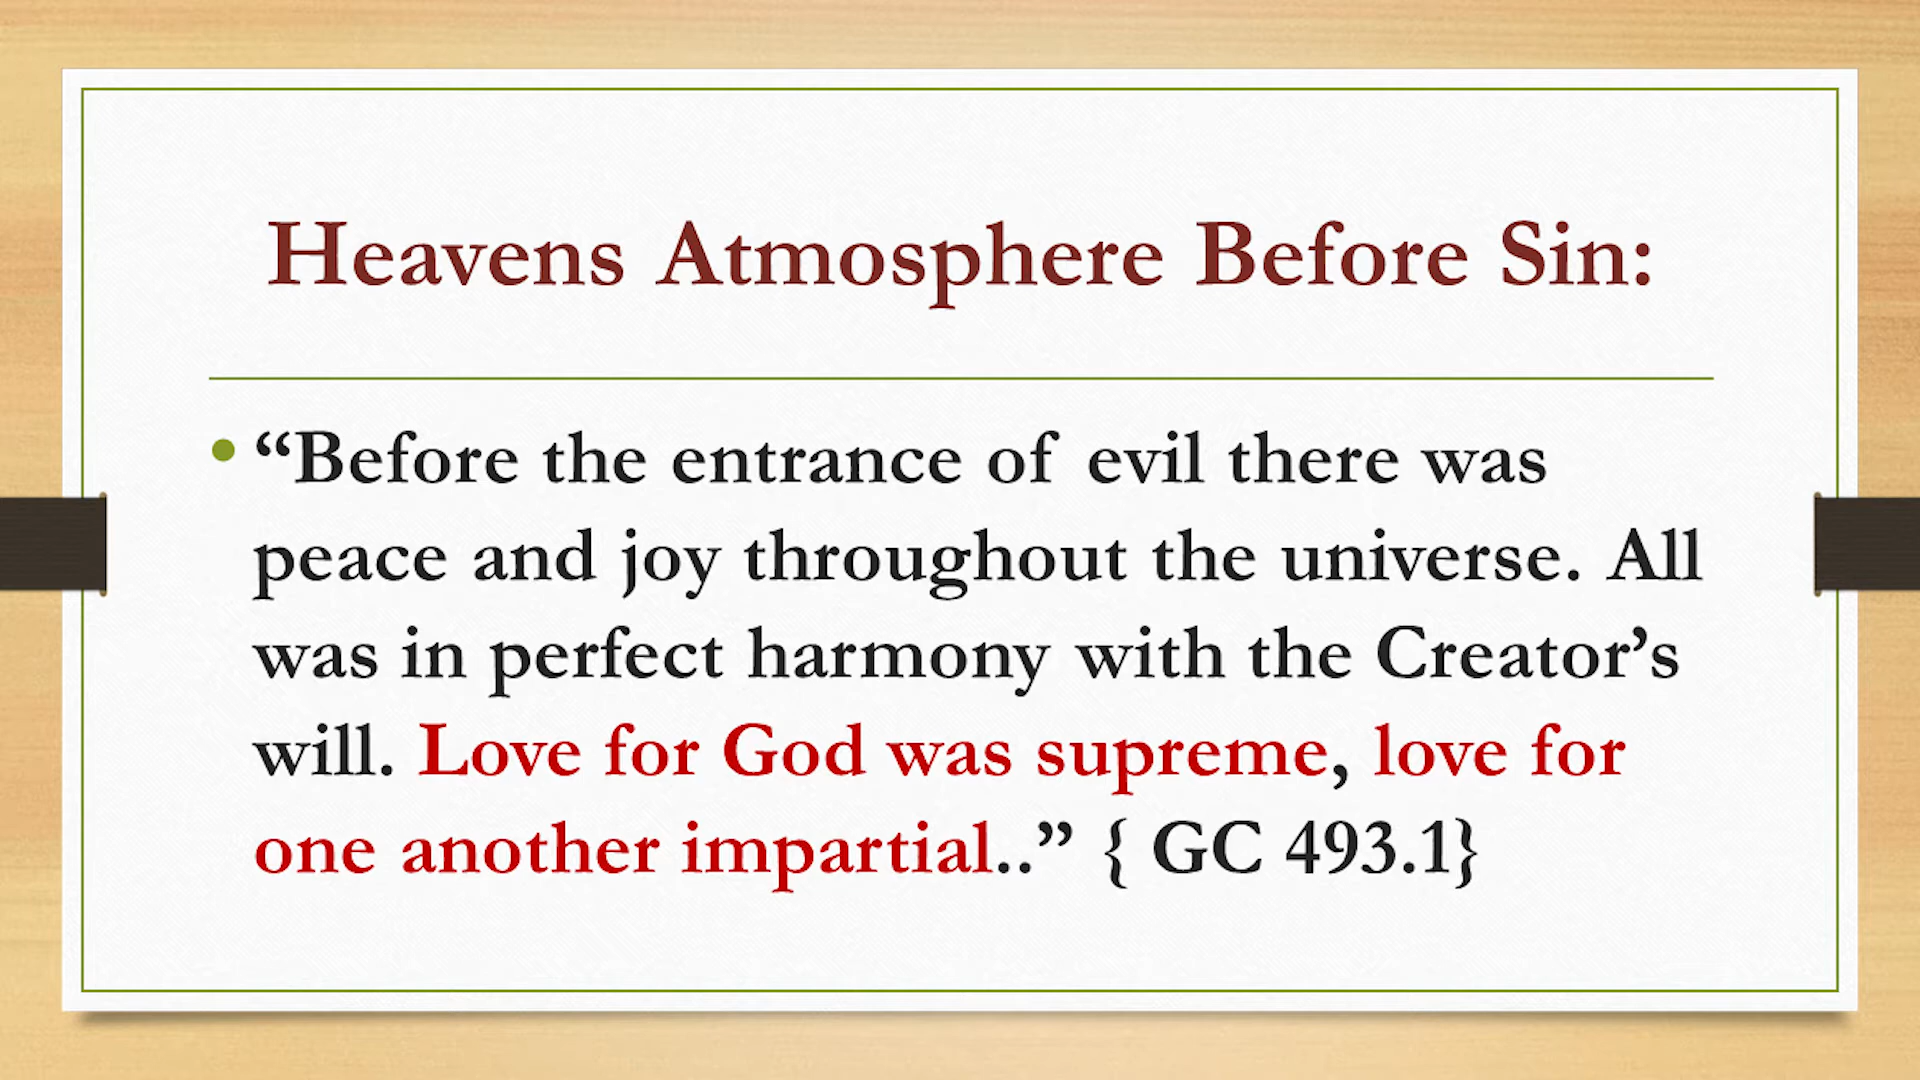 Heavens Atmosphere Before Sin:
• “Before the entrance of evil there was
peace and joy throughout the universe. All
was in perfect harmony with the Creator’s
will. Love for God was supreme, love for
one another impartial..” { GC 493.1}